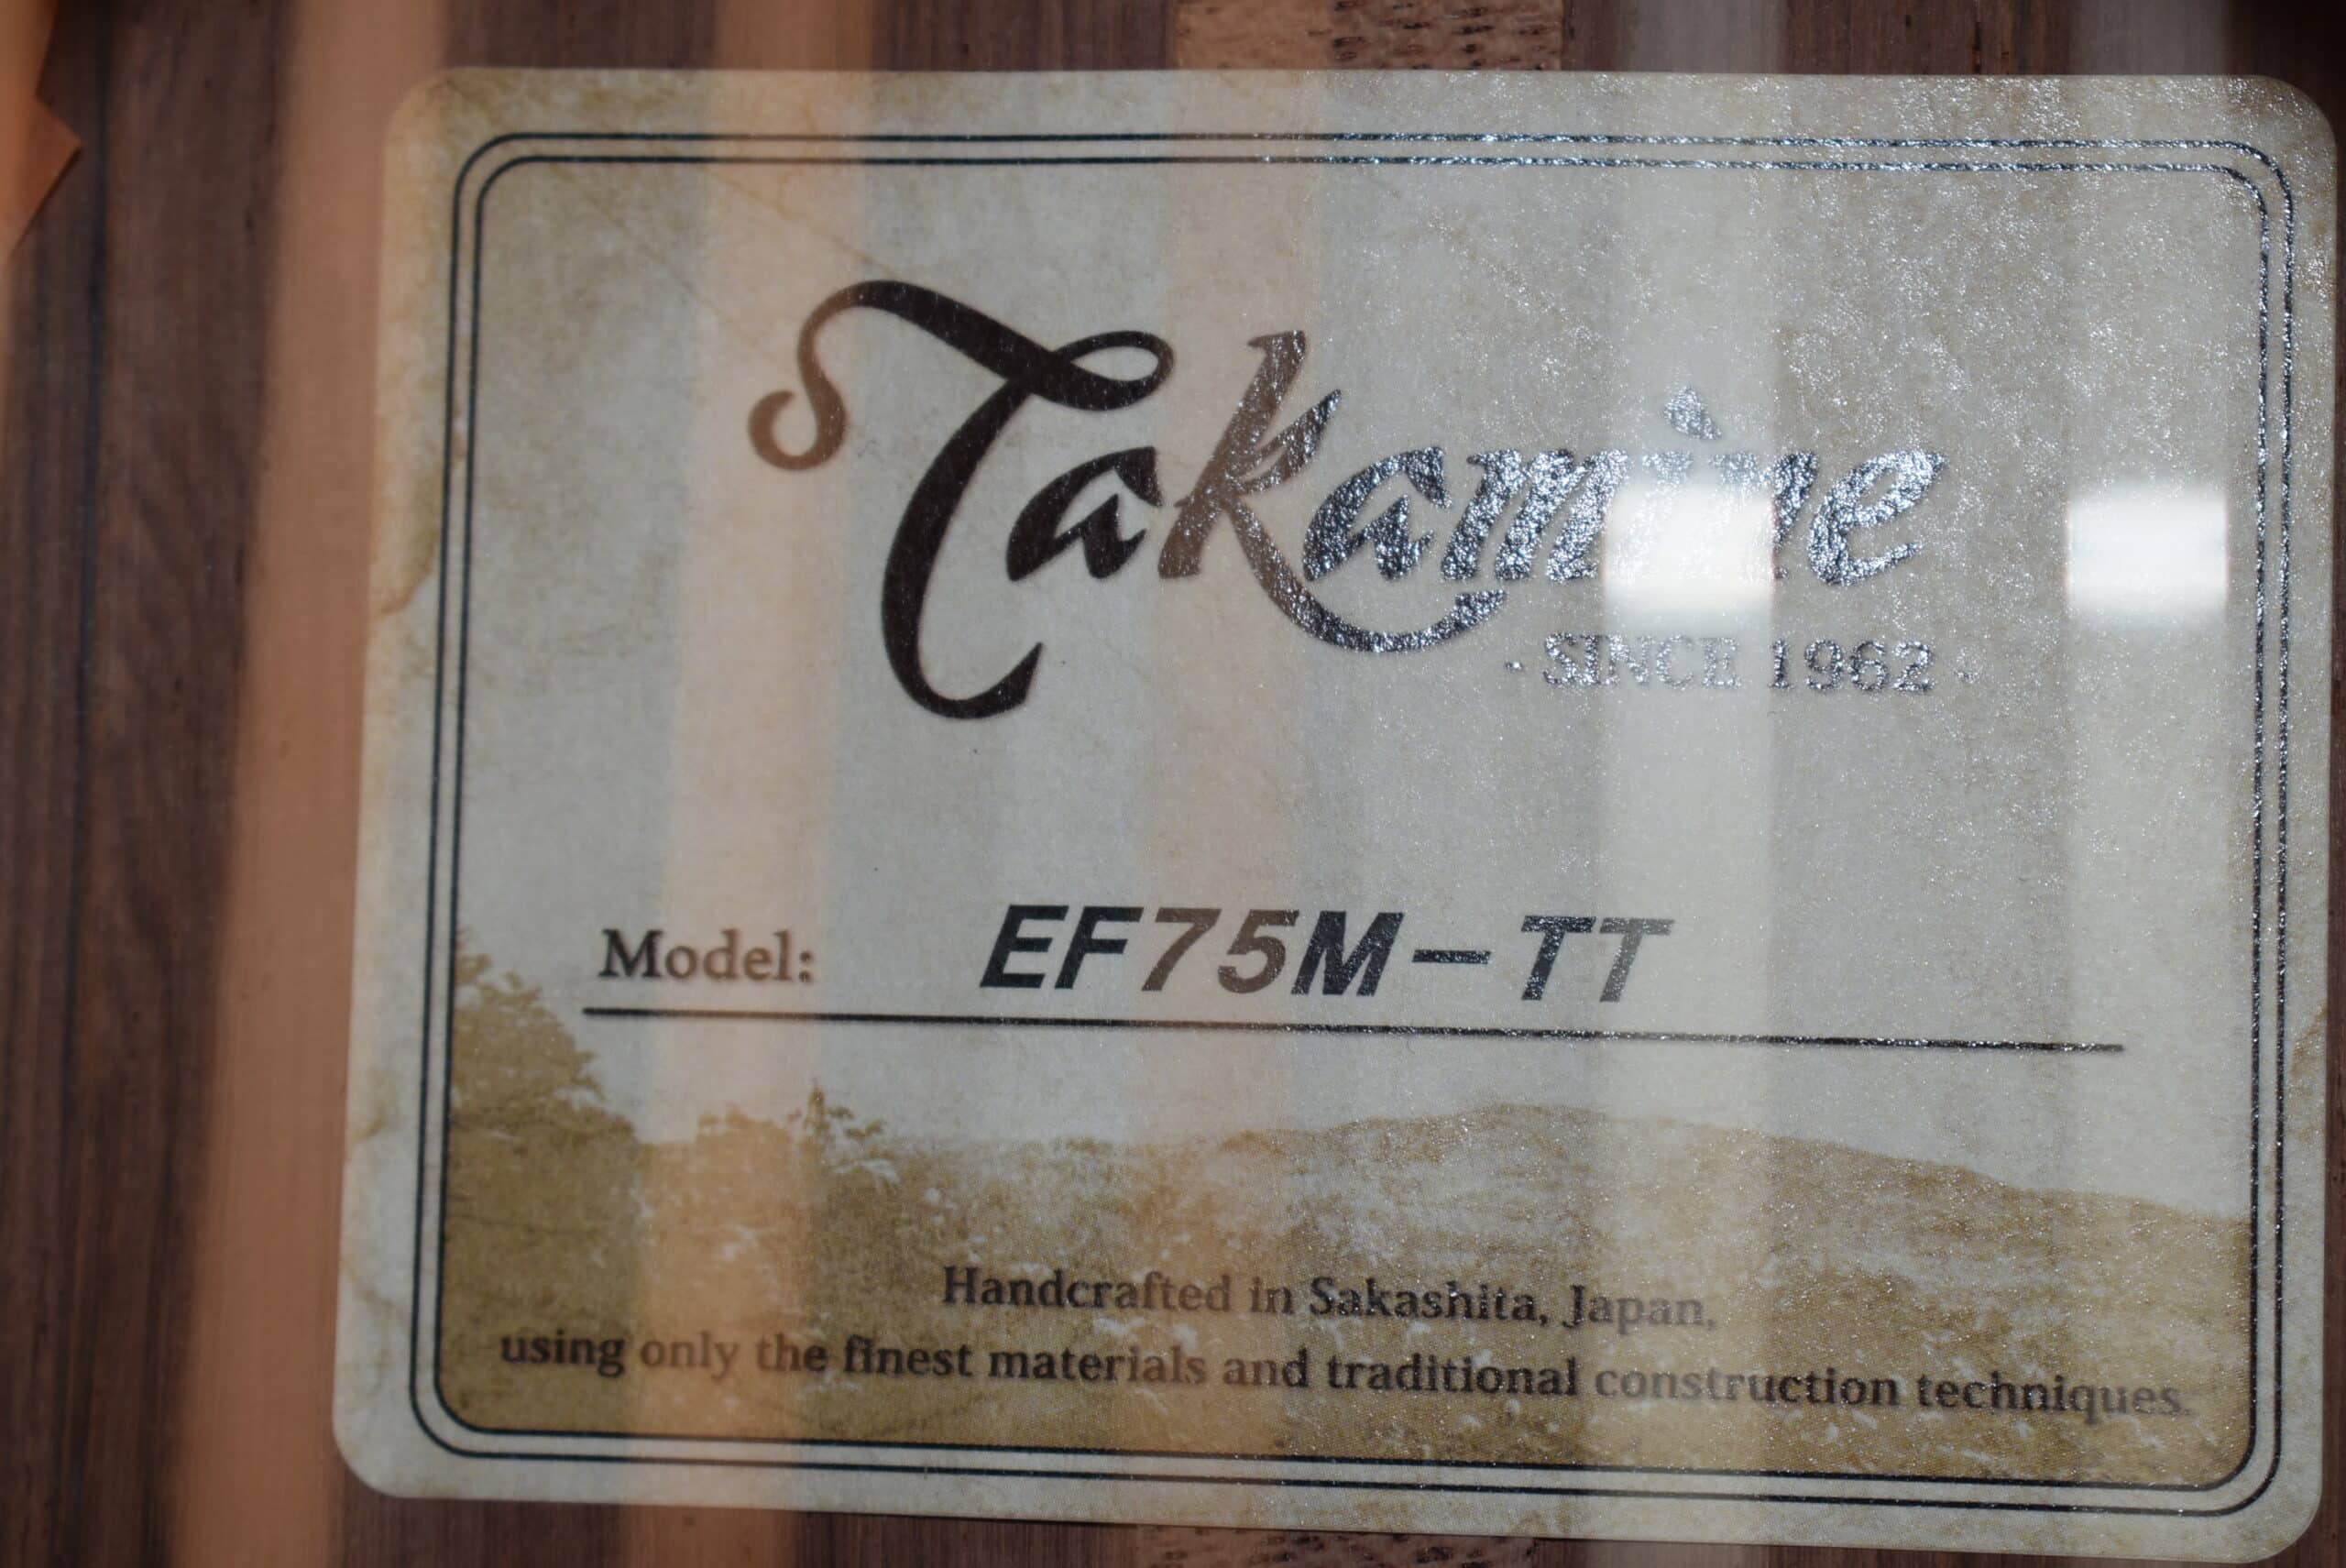 Takamine
· SINCE 1962 ·
Model: EF75M-TT
Handcrafted in Sakashita, Japan,
using only the finest materials and traditional construction techniques.